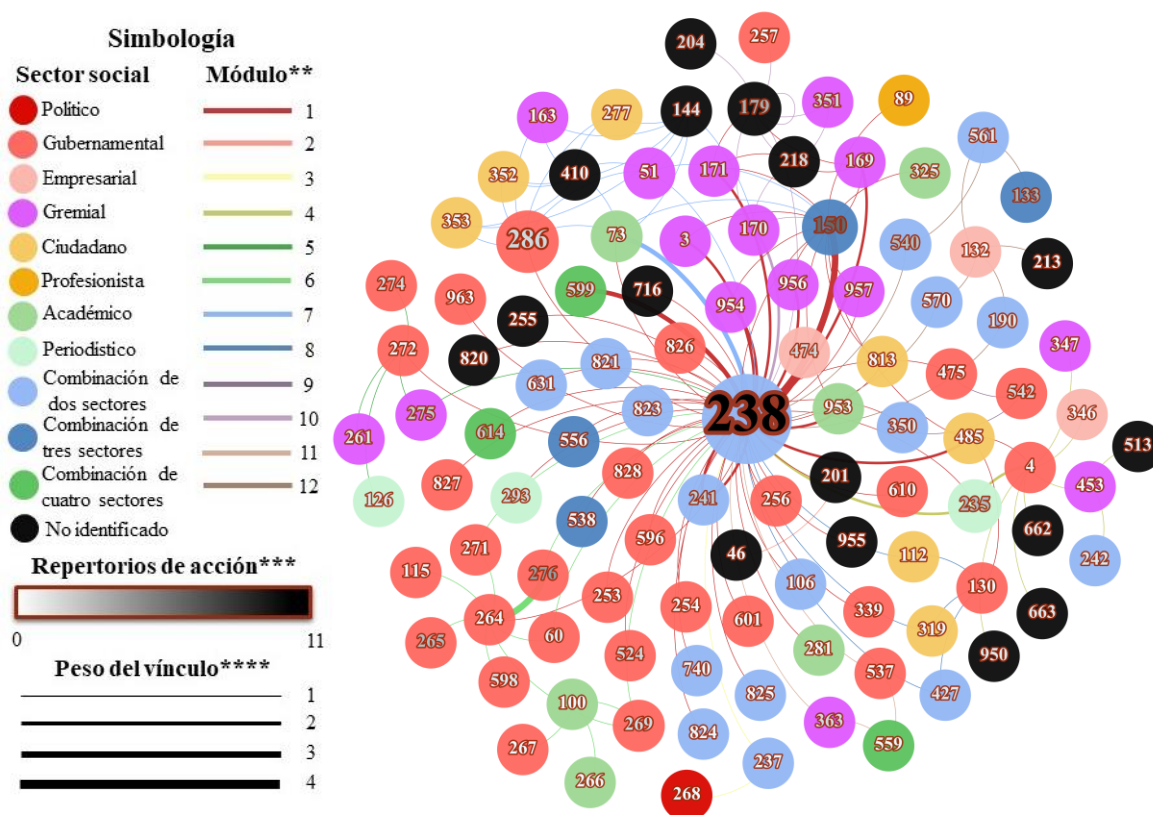 Simbología
Sector social Módulo**
Político 1
Gubernamental 2
Empresarial 3
Gremial 4
Ciudadano 5
Profesionista 6
Académico 7
Periodístico 8
Combinación de
dos sectores 9
Combinación de 10
tres sectores 11
Combinación de
cuatro sectores 12
No identificado
Repertorios de acción***
0 11
Peso del vínculo****
1
2
3
4
204 257
163 277 144 179 351 89
561
352 410 51 171 218 169 325
133
353 286 73 3 170 150 540 132 213
274 963 599 716 954 956 957 570 190
255
272 820 826 474 813 475 347
631 821 542
275 823 238 953 350 346
261 614 556 485 513
827 828 201 4
126 293 241 256 610 235 453
538 662
271 596 46 955 112 242
115 276 106 130
264 253 254 601 339 663
265 60 319
598 524 740 281 537 950
100 825 427
269 824 363
267 237 559
266 268